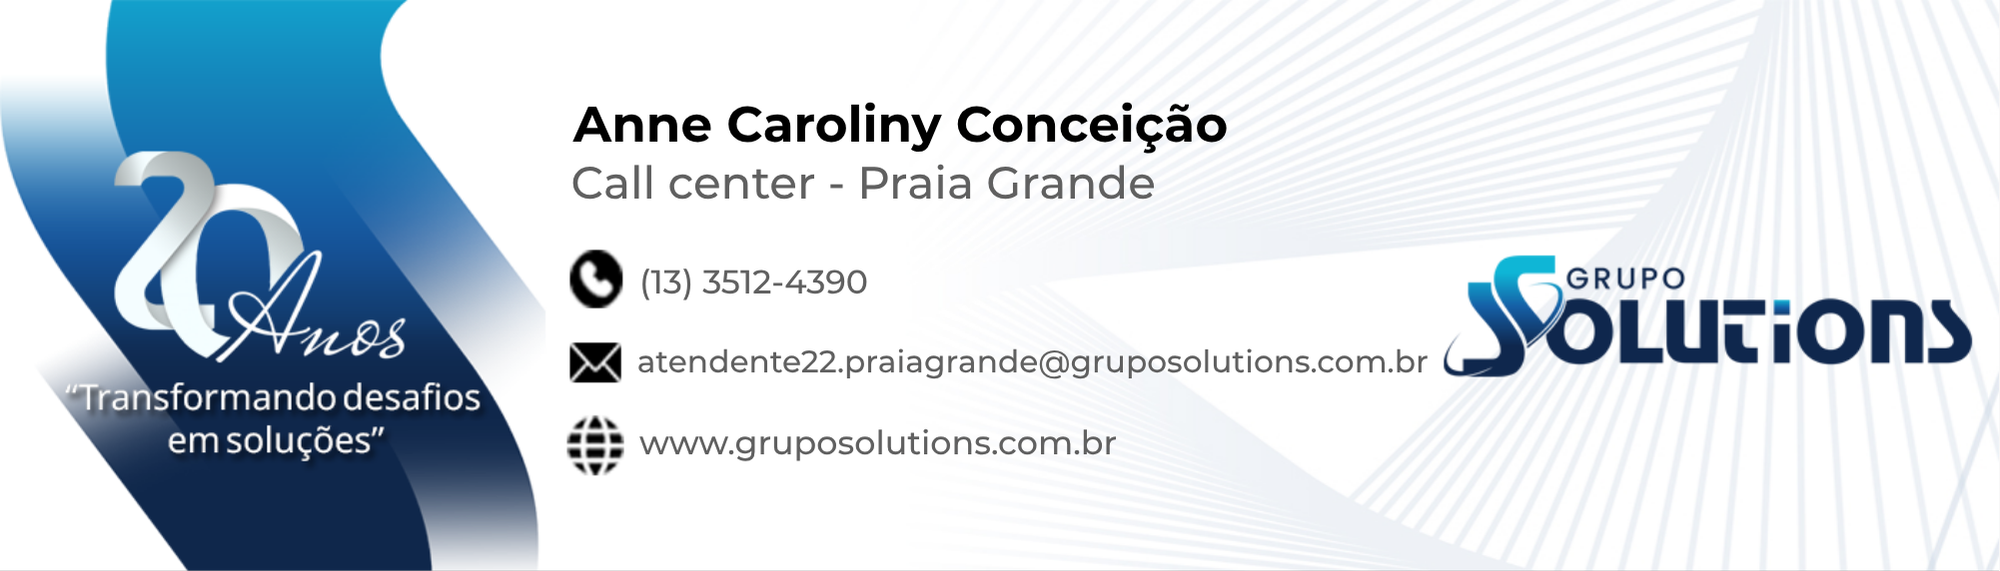 20
Anos
“Transformando desafios
em soluções”
Anne Caroliny Conceição
Call center - Praia Grande
(13) 3512-4390
atendente22.praiagrande@gruposolutions.com.br
www.gruposolutions.com.br
GRUPO
SOLUTIONS